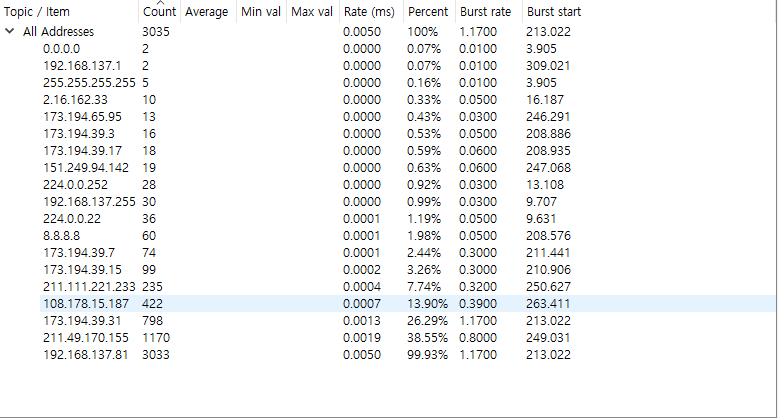 Topic / Item Count Average Min val Max val Rate (ms) Percent Burst rate Burst start
All Addresses 3035 0.0050 100% 1.1700 213.022
0.0.0.0 2 0.0000 0.07% 0.0100 3.905
192.168.137.1 2 0.0000 0.07% 0.0100 309.021
255.255.255.255 5 0.0000 0.16% 0.0100 3.905
2.16.162.33 10 0.0000 0.33% 0.0500 16.187
173.194.65.95 13 0.0000 0.43% 0.0300 246.291
173.194.39.3 16 0.0000 0.53% 0.0500 208.886
173.194.39.17 18 0.0000 0.59% 0.0600 208.935
151.249.94.142 19 0.0000 0.63% 0.0600 247.068
224.0.0.252 28 0.0000 0.92% 0.0300 13.108
192.168.137.255 30 0.0000 0.99% 0.0300 9.707
224.0.0.22 36 0.0001 1.19% 0.0500 9.631
8.8.8.8 60 0.0001 1.98% 0.0500 208.576
173.194.39.7 74 0.0001 2.44% 0.3000 211.441
173.194.39.15 99 0.0002 3.26% 0.3000 210.906
211.111.221.233 235 0.0004 7.74% 0.3200 250.627
108.178.15.187 422 0.0007 13.90% 0.3900 263.411
173.194.39.31 798 0.0013 26.29% 1.1700 213.022
211.49.170.155 1170 0.0019 38.55% 0.8000 249.031
192.168.137.81 3033 0.0050 99.93% 1.1700 213.022